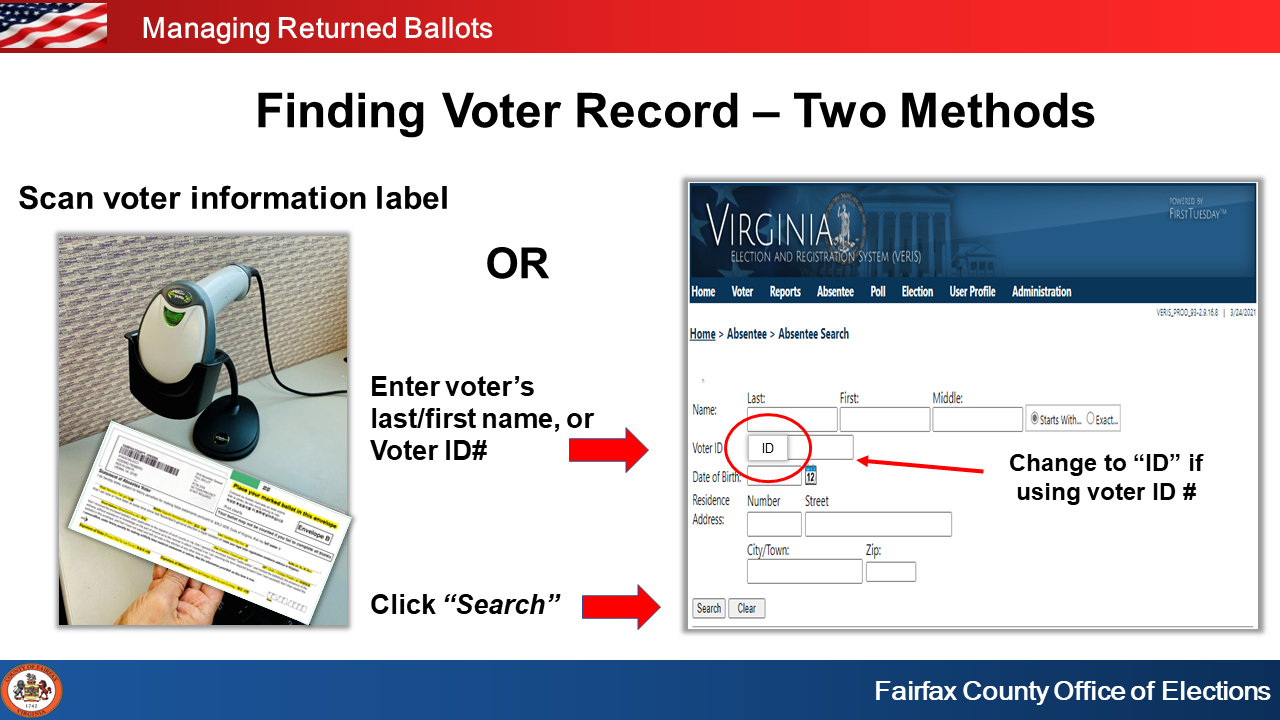 Managing Returned Ballots
Finding Voter Record – Two Methods
Scan voter information label
OR
Place your marked ballot in this envelope
Envelope B
Enter voter’s
last/first name, or
Voter ID#
Click “Search”
VIRGINIA
ELECTION AND REGISTRATION SYSTEM (VERIS)
POWERED BY
FIRSTTUESDAY™
Home Voter Reports Absentee Poll Election User Profile Administration
VERIS_PROD_93-2.9.16.8 | 3/24/2021
Home > Absentee > Absentee Search
Last: First: Middle:
Name: Starts With... Exact...
Voter ID ID
Date of Birth: 12
Residence Number Street
Address:
City/Town: Zip:
Search Clear
Change to “ID” if
using voter ID #
COUNTY OF FAIRFAX
1742
VIRGINIA
Fairfax County Office of Elections